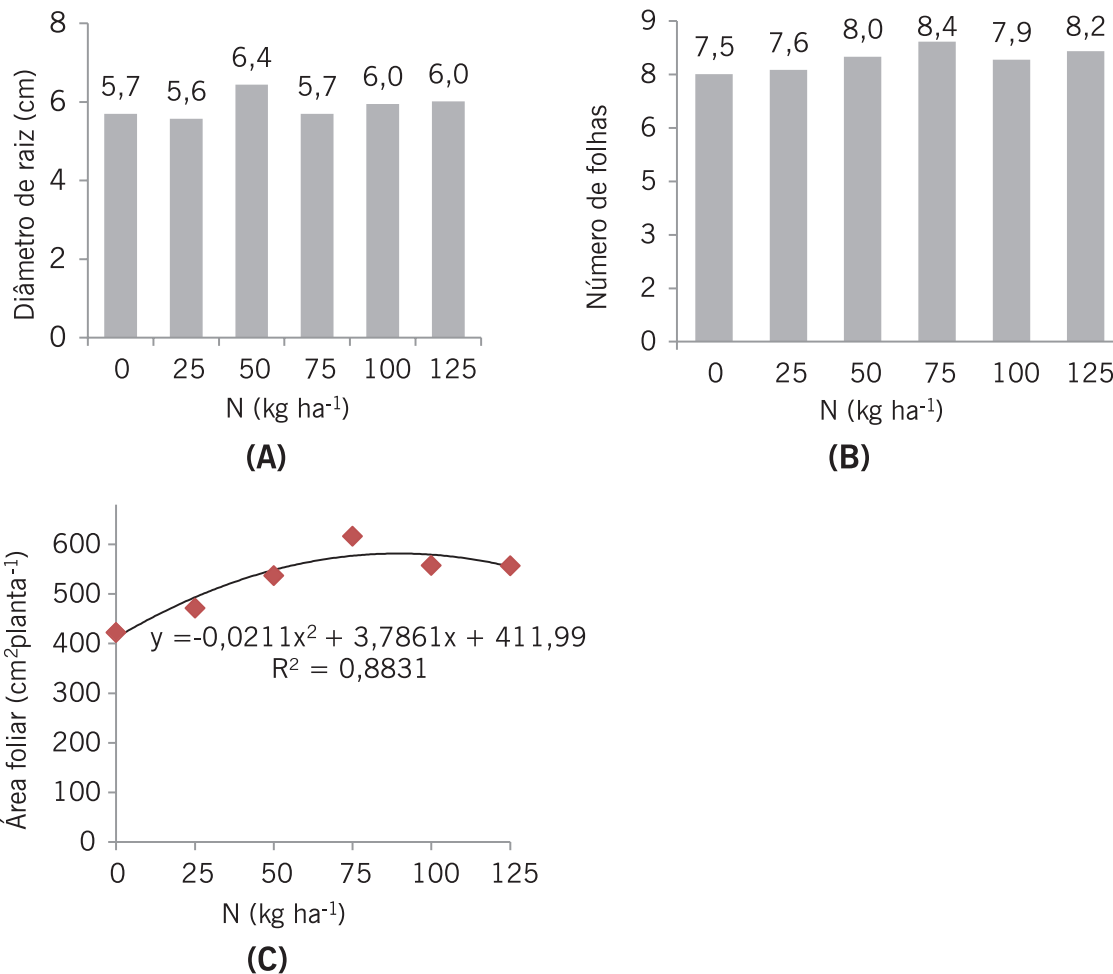 8
6
4
2
0
Diâmetro de raiz (cm)
5,7
5,6
6,4
5,7
6,0
6,0
0 25 50 75 100 125
N (kg ha-1)
(A)
9
8
6
5
3
2
0
Número de folhas
7,5
7,6
8,0
8,4
7,9
8,2
0 25 50 75 100 125
N (kg ha-1)
(B)
600
500
400
300
200
100
0
Área foliar (cm²planta-1)
y =-0,0211x² + 3,7861x + 411,99
R² = 0,8831
0 25 50 75 100 125
N (kg ha-1)
(C)